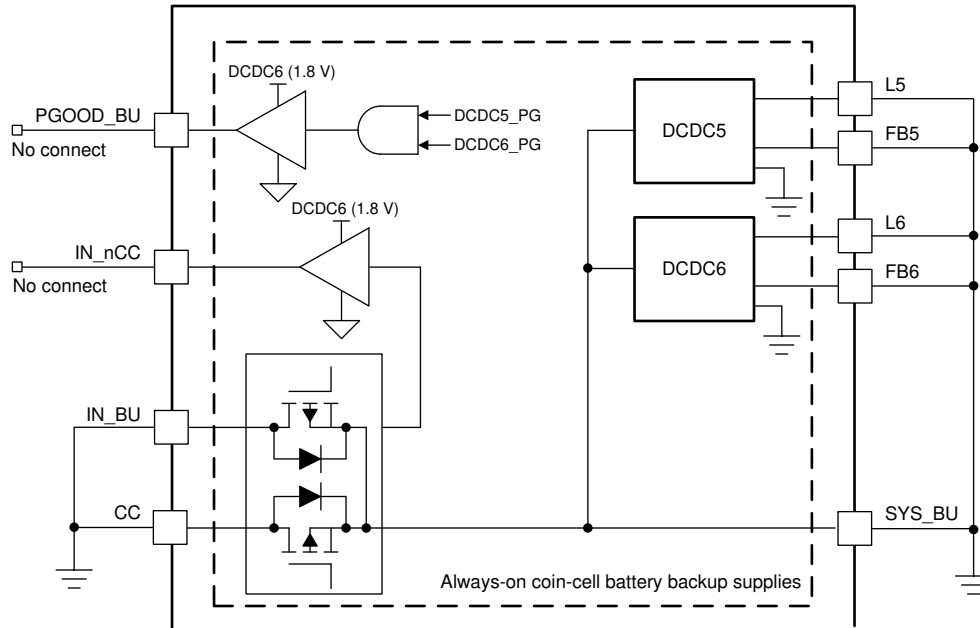 DCDC6 (1.8 V)
PGOOD_BU
No connect
DCDC5_PG
DCDC6_PG
DCDC5
L5
FB5
DCDC6 (1.8 V)
IN_nCC
No connect
DCDC6
L6
FB6
IN_BU
CC
SYS_BU
Always-on coin-cell battery backup supplies